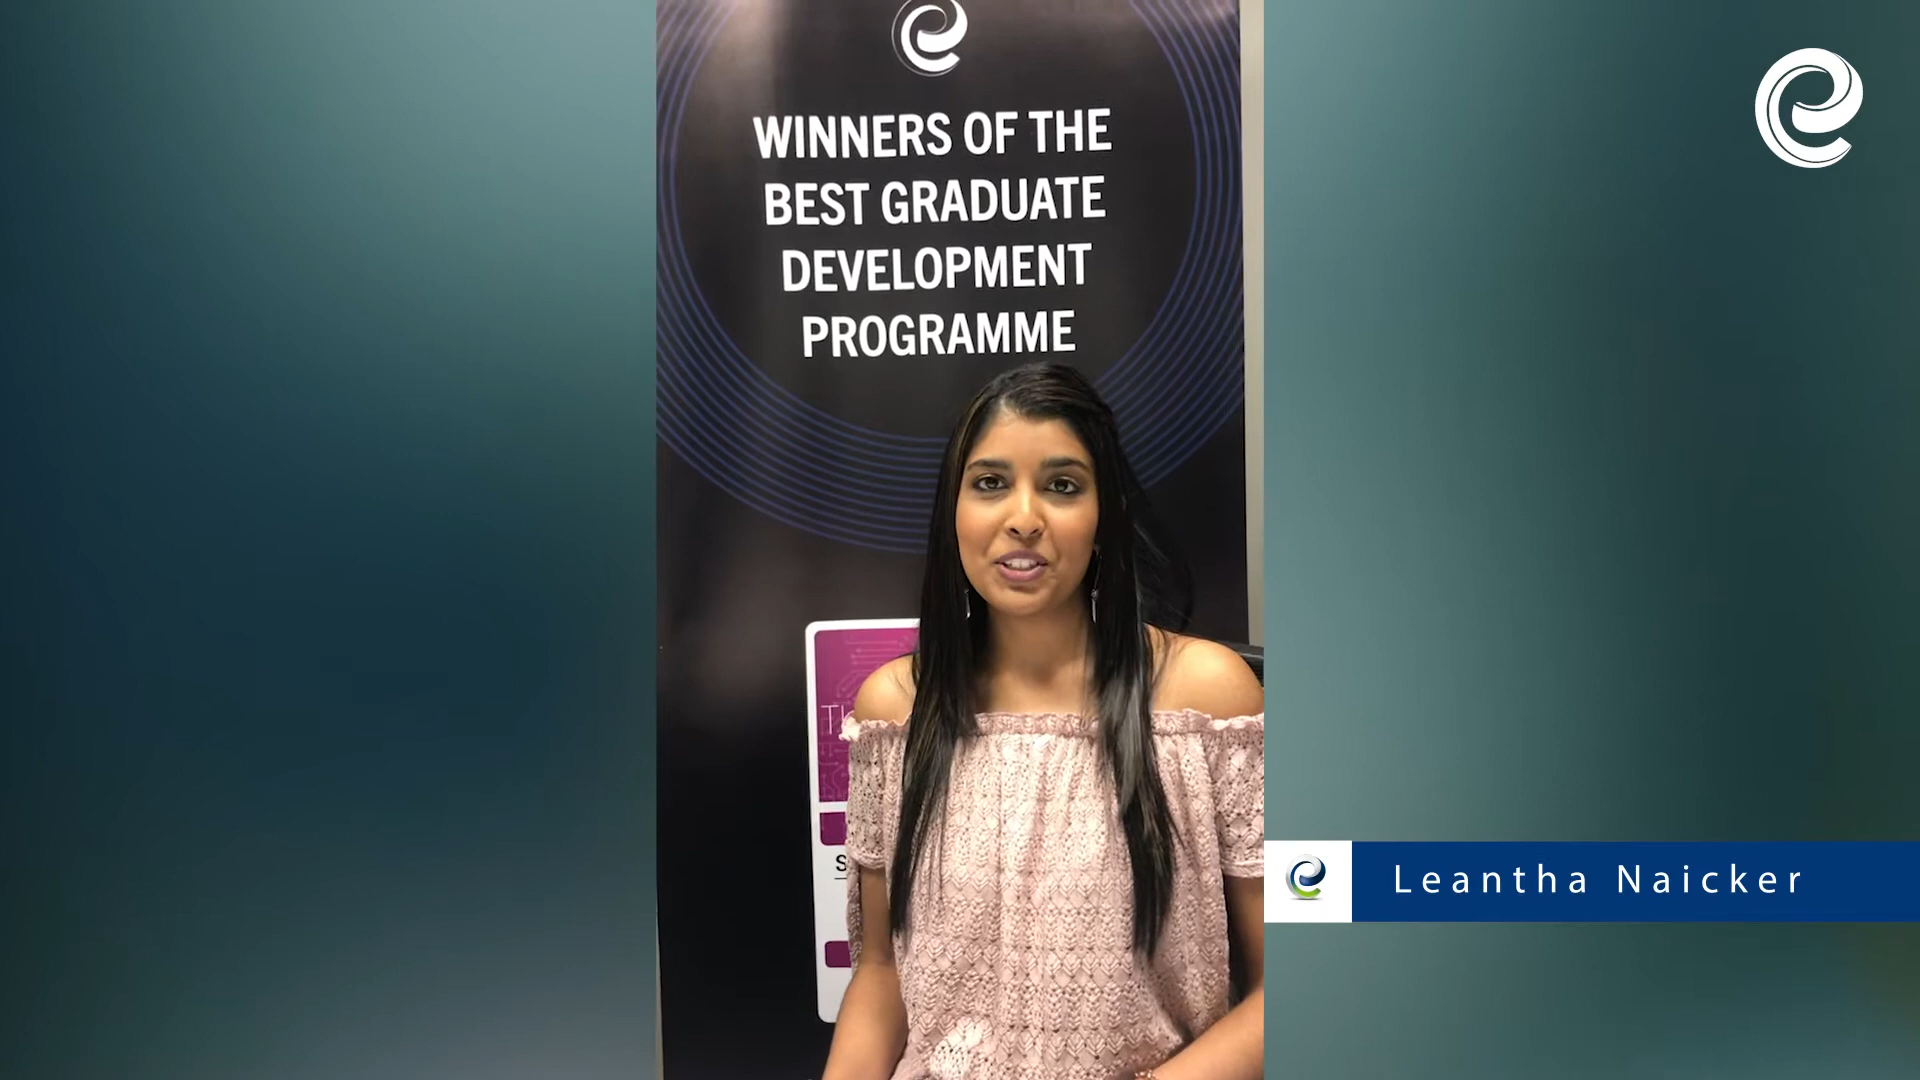 WINNERS OF THE
BEST GRADUATE
DEVELOPMENT
PROGRAMME
Leantha Naicker